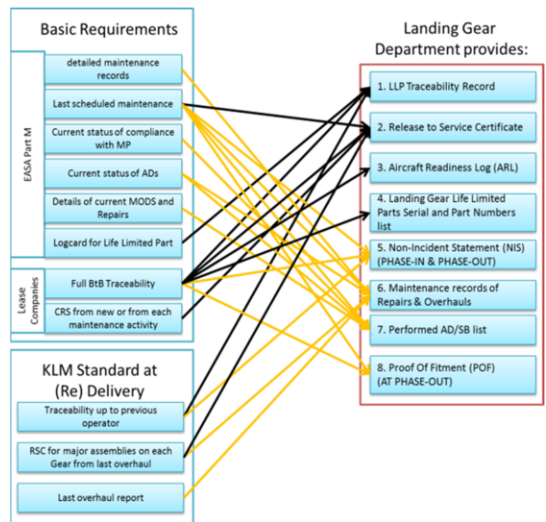 Basic Requirements
EASA Part M
detailed maintenance
records
Last scheduled maintenance
Current status of compliance
with MP
Current status of ADs
Details of current MODS and
Repairs
Logcard for Life Limited Part
Lease
Companies
Full BtB Traceability
CRS from new or from each
maintenance activity
KLM Standard at
(Re) Delivery
Traceability up to previous
operator
RSC for major assemblies on each
Gear from last overhaul
Last overhaul report
Landing Gear
Department provides:
1. LLP Traceability Record
2. Release to Service Certificate
3. Aircraft Readiness Log (ARL)
4. Landing Gear Life Limited
Parts Serial and Part Numbers
list
5. Non-Incident Statement (NIS)
(PHASE-IN & PHASE-OUT)
6. Maintenance records of
Repairs & Overhauls
7. Performed AD/SB list
8. Proof Of Fitment (POF)
(AT PHASE-OUT)